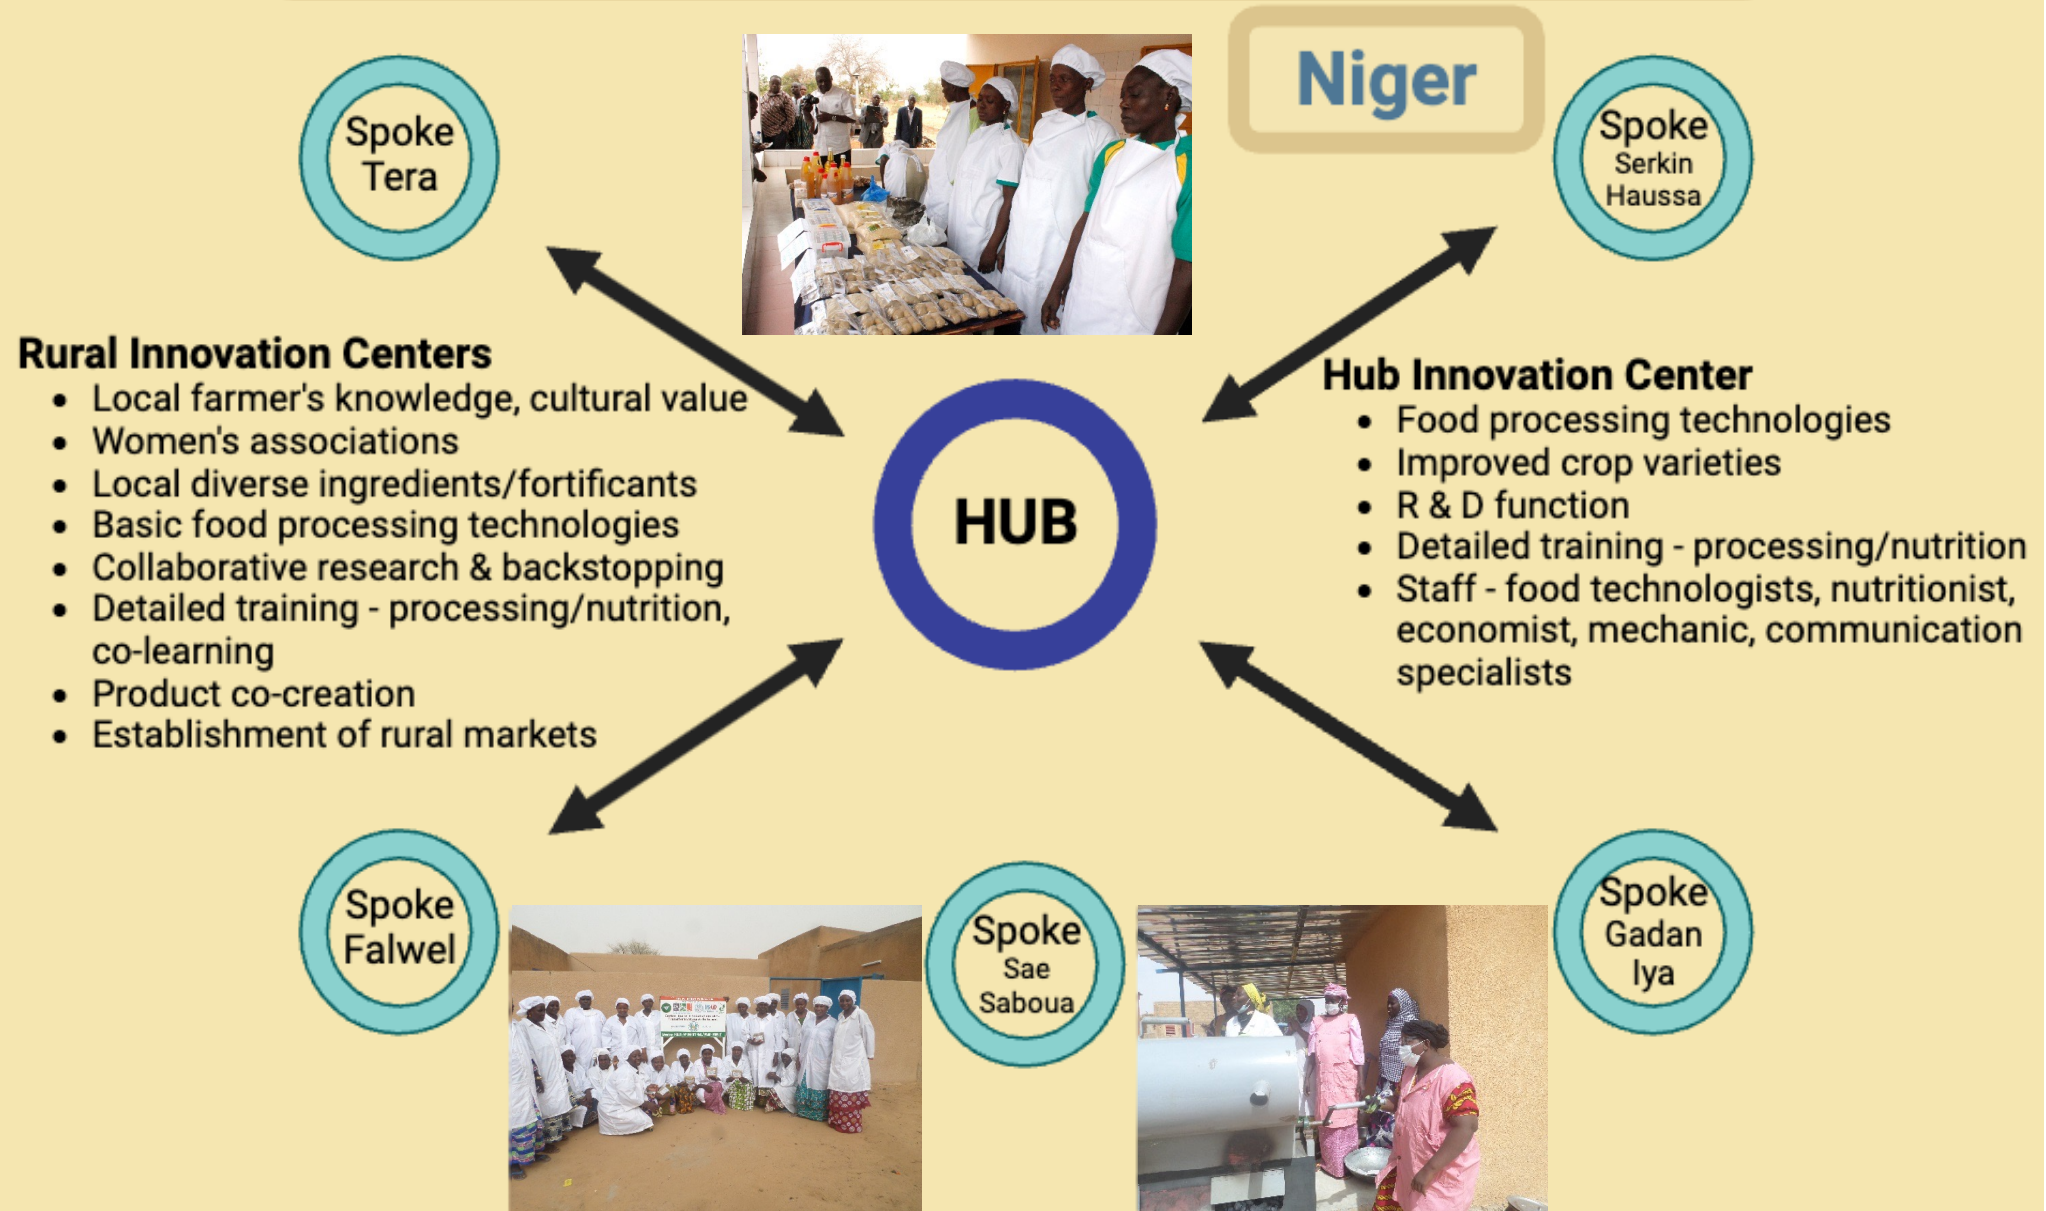 Niger
Spoke
Tera
Spoke
Serkin
Haussa
Rural Innovation Centers
• Local farmer's knowledge, cultural value
• Women's associations
• Local diverse ingredients/fortificants
• Basic food processing technologies
• Collaborative research & backstopping
• Detailed training - processing/nutrition,
co-learning
• Product co-creation
• Establishment of rural markets
HUB
Hub Innovation Center
• Food processing technologies
• Improved crop varieties
• R & D function
• Detailed training - processing/nutrition
• Staff - food technologists, nutritionist,
economist, mechanic, communication
specialists
Spoke
Falwel
Spoke
Sae
Saboua
Spoke
Gadan
Iya